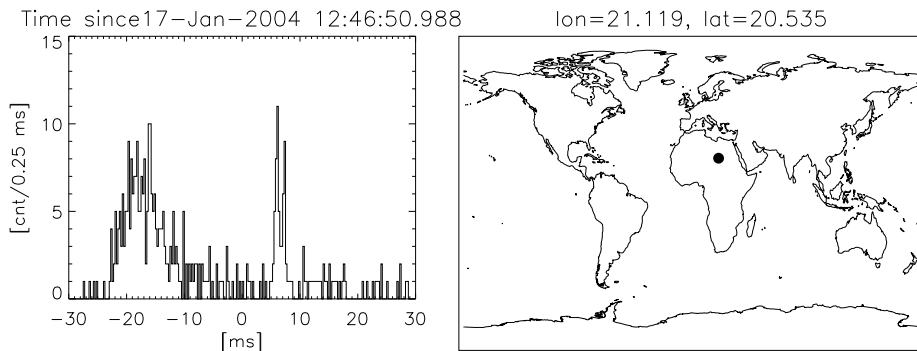 Time since17-Jan-2004 12:46:50.988
lon=21.119, lat=20.535
15
10
5
0
[cnt/0.25 ms]
-30 -20 -10 0 10 20 30
[ms]